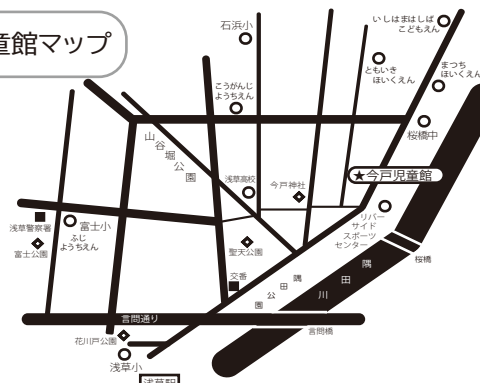 童館マップ
石浜小
いしはまはしば
こどもえん
ともいき
ほいくえん
まつち
ほいくえん
こうがんじ
ようちえん
桜橋中
山谷堀公園
浅草高校
今戸神社
★今戸児童館
リバー
サイド
スポーツ
センター
浅草警察署
富士小
ふじ
ようちえん
富士公園
聖天公園
桜橋
交番
隅田公園
隅田川
言問通り
言問橋
花川戸公園
浅草小
浅草駅